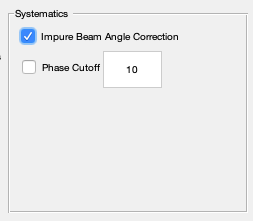 Systematics
Impure Beam Angle Correction
Phase Cutoff 10